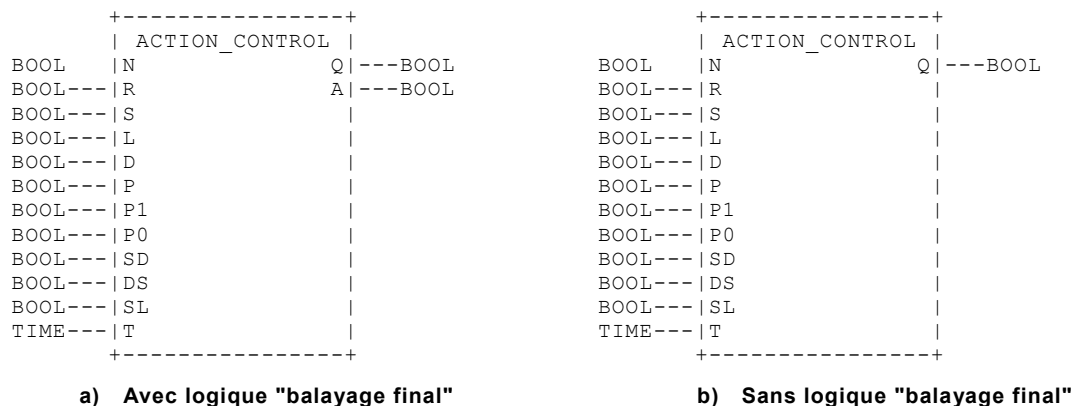 +----------------+                       +----------------+
| ACTION_CONTROL |                       | ACTION_CONTROL |
BOOL   |N              Q|---BOOL         BOOL   |N              Q|---BOOL
BOOL---|R              A|---BOOL         BOOL---|R               |
BOOL---|S               |                BOOL---|S               |
BOOL---|L               |                BOOL---|L               |
BOOL---|D               |                BOOL---|D               |
BOOL---|P               |                BOOL---|P               |
BOOL---|P1              |                BOOL---|P1              |
BOOL---|P0              |                BOOL---|P0              |
BOOL---|SD              |                BOOL---|SD              |
BOOL---|DS              |                BOOL---|DS              |
BOOL---|SL              |                BOOL---|SL              |
TIME---|T               |                TIME---|T               |
+----------------+                       +----------------+
a) Avec logique "balayage final"         b) Sans logique "balayage final"